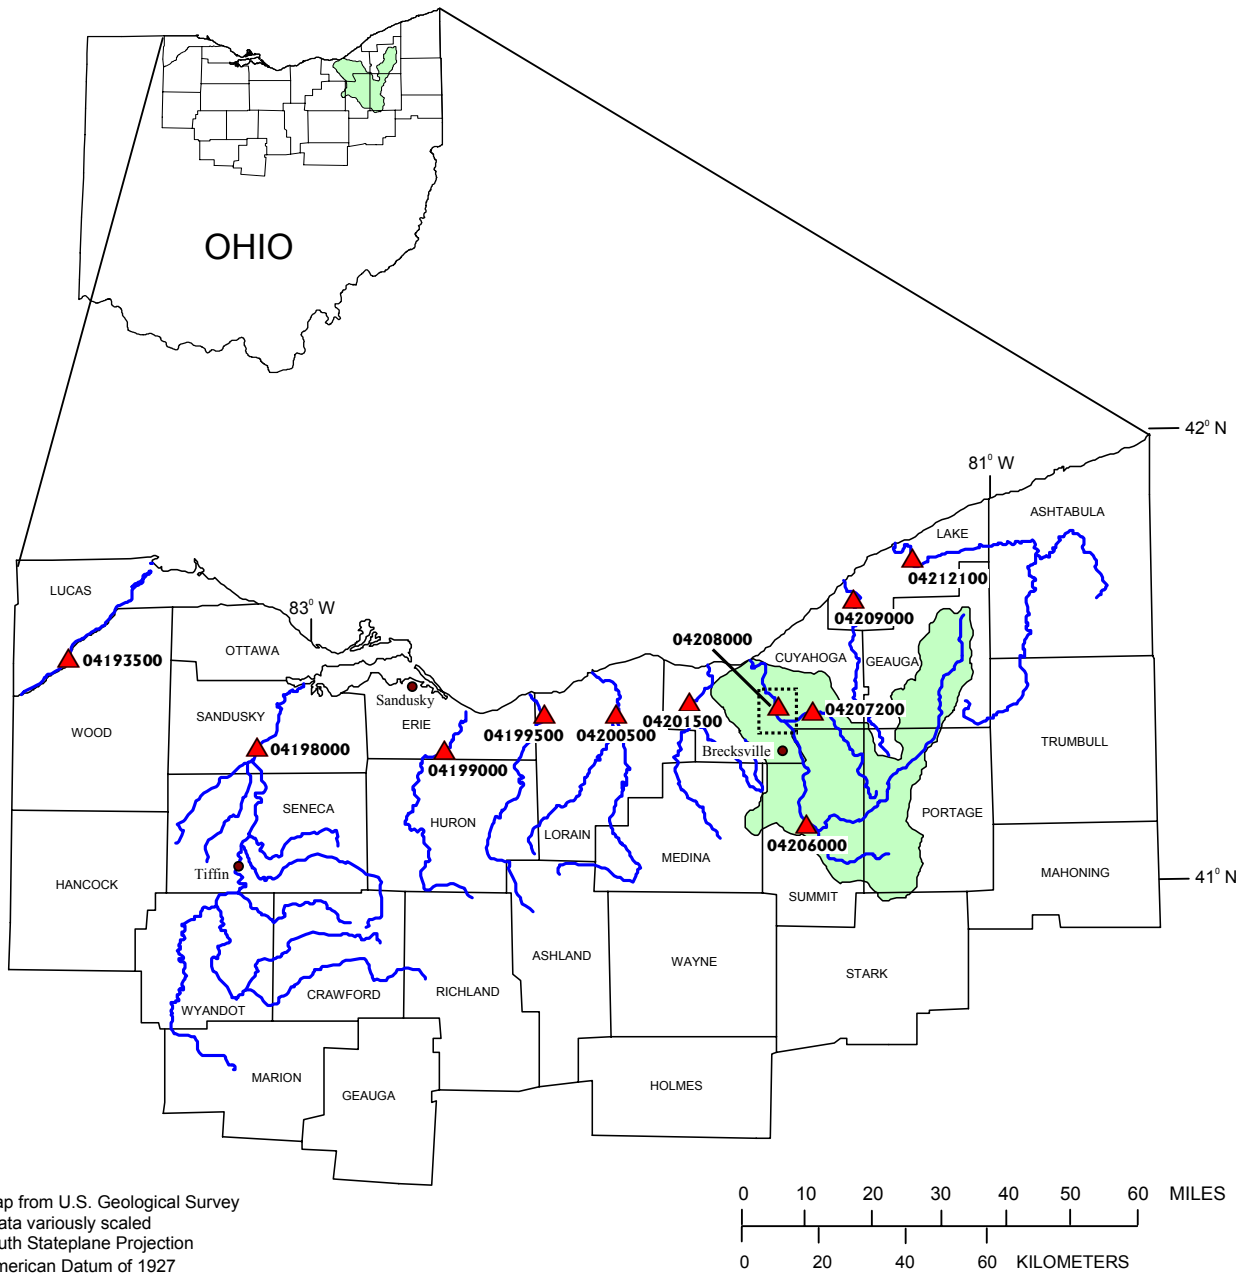 OHIO
42° N
81° W
ASHTABULA
LAKE
04212100
LUCAS
83° W
04209000
04208000
OTTAWA
CUYAHOGA
GEAUGA
04193500
Sandusky
SANDUSKY
ERIE
04207200
04201500
WOOD
04199500
04200500
TRUMBULL
04198000
Brecksville
04199000
SENECA
HURON
LORAIN
PORTAGE
04206000
MEDINA
Tiffin
HANCOCK
MAHONING
41° N
SUMMIT
ASHLAND
WAYNE
STARK
CRAWFORD
RICHLAND
WYANDOT
MARION
HOLMES
GEAUGA
ap from U.S. Geological Survey
ata variously scaled
uth Stateplane Projection
merican Datum of 1927
0 10 20 30 40 50 60 MILES
0 20 40 60 KILOMETERS